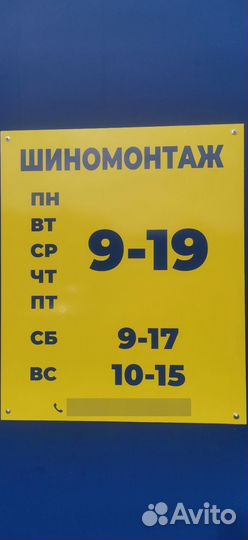 ШИНОМОНТАЖ
ПН
ВТ
СР 9-19
ЧТ
ПТ
СБ 9-17
ВС 10-15
Avito